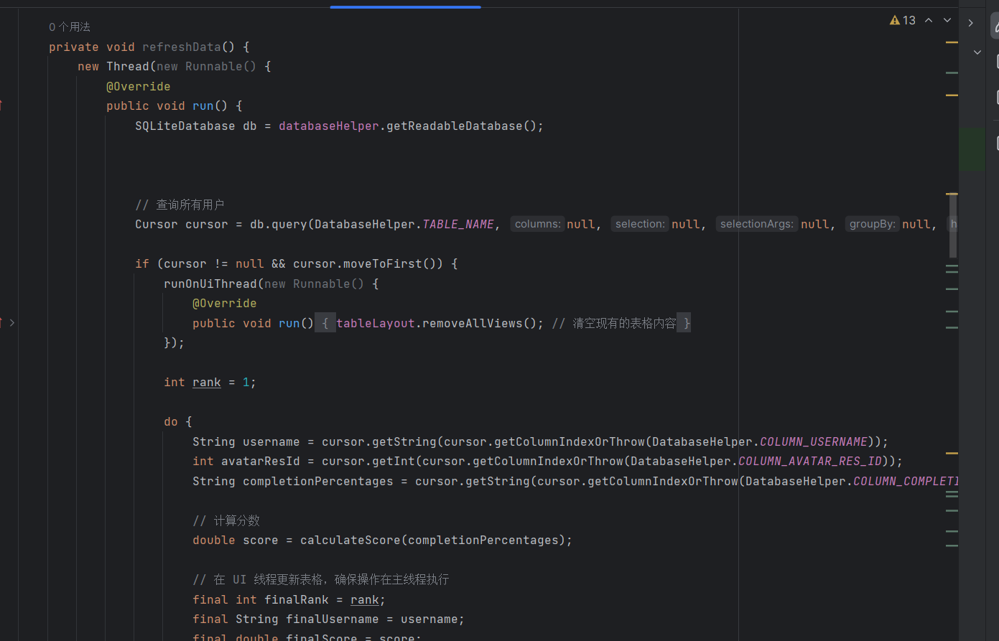 13
0 个用法
private void refreshData() {
new Thread(new Runnable() {
@Override
public void run() {
SQLiteDatabase db = databaseHelper.getReadableDatabase();
// 查询所有用户
Cursor cursor = db.query(DatabaseHelper.TABLE_NAME, columns: null, selection: null, selectionArgs: null, groupBy: null, h
if (cursor != null && cursor.moveToFirst()) {
runOnUiThread(new Runnable() {
@Override
public void run() { tableLayout.removeAllViews(); // 清空现有的表格内容 }
});
int rank = 1;
do {
String username = cursor.getString(cursor.getColumnIndexOrThrow(DatabaseHelper.COLUMN_USERNAME));
int avatarResId = cursor.getInt(cursor.getColumnIndexOrThrow(DatabaseHelper.COLUMN_AVATAR_RES_ID));
String completionPercentages = cursor.getString(cursor.getColumnIndexOrThrow(DatabaseHelper.COLUMN_COMPLETI
// 计算分数
double score = calculateScore(completionPercentages);
// 在 UI 线程更新表格，确保操作在主线程执行
final int finalRank = rank;
final String finalUsername = username;
final double finalScore = score;